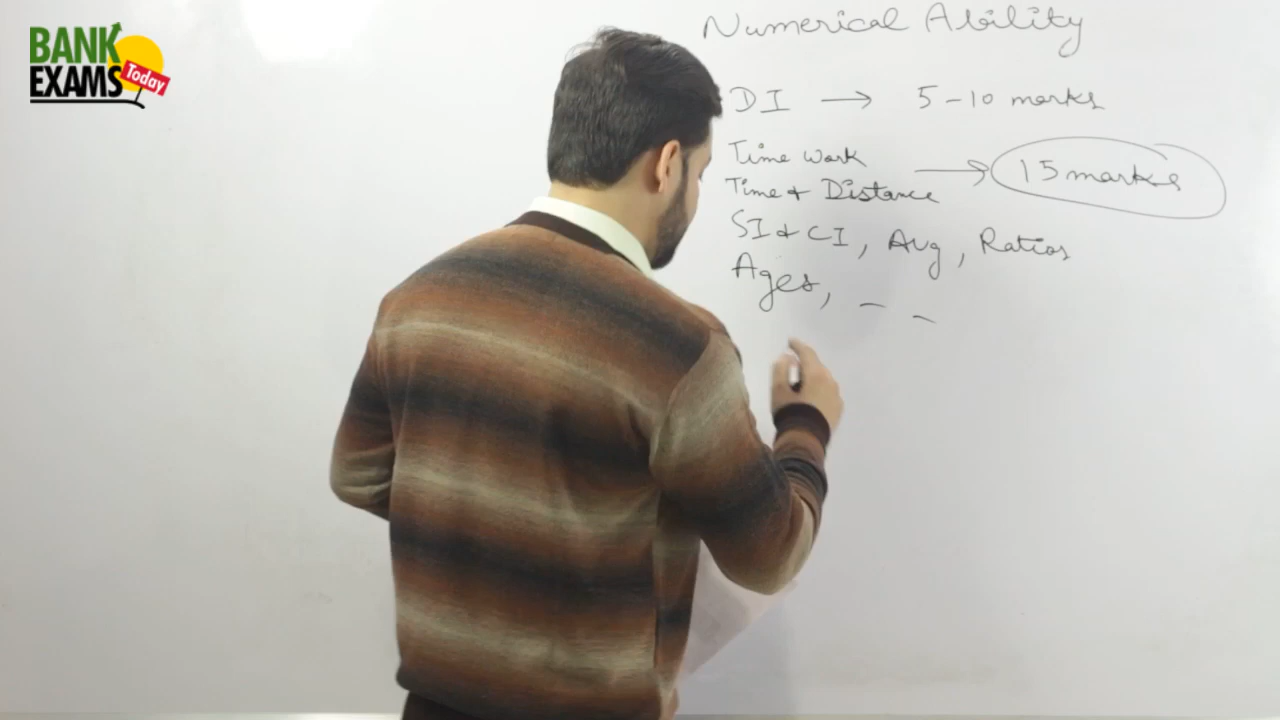 BANK
EXAMS
Today
Numerical Ability
DI → 5-10 marks
Time Work
Time & Distance → 15 marks
SI & CI, Avg, Ratios
Ages, - -